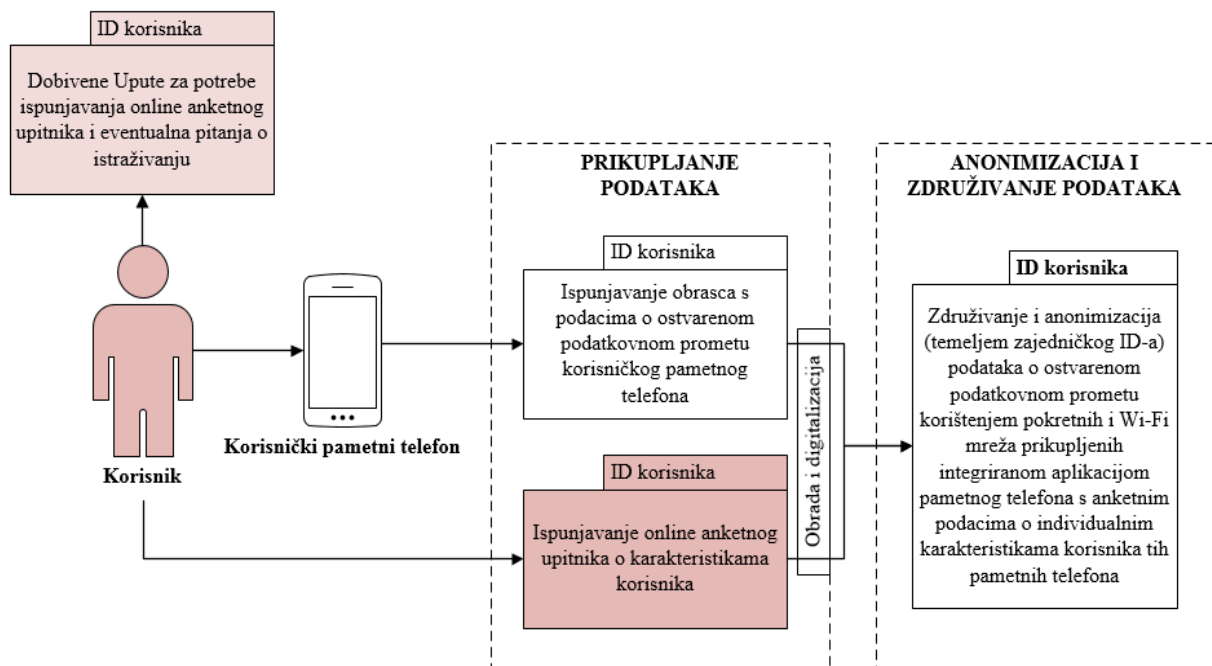 ID korisnika
Dobivene Upute za potrebe
ispunjavanja online anketnog
upitnika i eventualna pitanja o
istraživanju
Korisnik
Korisnički pametni telefon
PRIKUPLJANJE
PODATAKA
ID korisnika
Ispunjavanje obrasca s
podacima o ostvarenom
podatkovnom prometu
korisničkog pametnog
telefona
ID korisnika
Ispunjavanje online anketnog
upitnika o karakteristikama
korisnika
Obrada i digitalizacija
ANONIMIZACIJA I
ZDRUŽIVANJE PODATAKA
ID korisnika
Združivanje i anonimizacija
(temeljem zajedničkog ID-a)
podataka o ostvarenom
podatkovnom prometu
korištenjem pokretnih i Wi-Fi
mreža prikupljenih
integriranom aplikacijom
pametnog telefona s anketnim
podacima o individualnim
karakteristikama korisnika tih
pametnih telefona